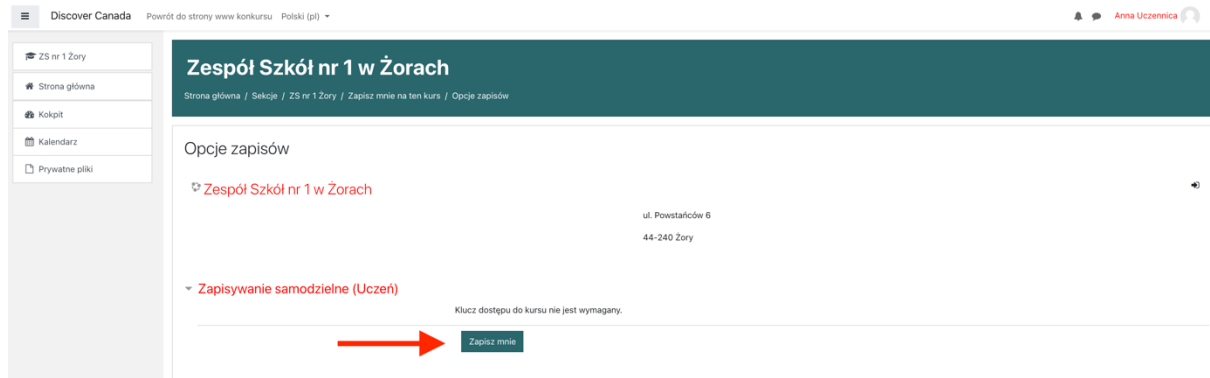 Discover Canada Powrót do strony www konkursu Polski (pl) Anna Uczennica
ZS nr 1 Żory
Strona główna
Kokpit
Kalendarz
Prywatne pliki
Zespół Szkół nr 1 w Żorach
Strona główna / Sekcje / ZS nr 1 Żory / Zapisz mnie na ten kurs / Opcje zapisów
Opcje zapisów
Zespół Szkół nr 1 w Żorach
ul. Powstańców 6
44-240 Żory
Zapisywanie samodzielne (Uczeń)
Klucz dostępu do kursu nie jest wymagany.
Zapisz mnie